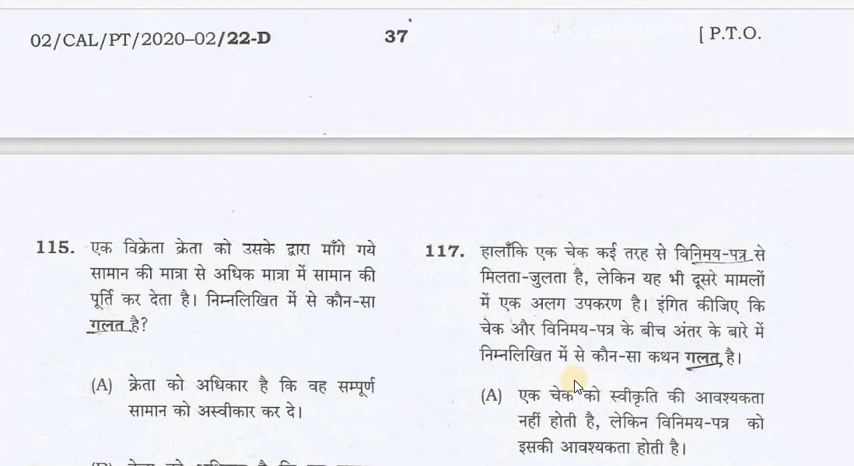 02/CAL/PT/2020–02/22-D
37
[ P.T.O.
115. एक विक्रेता क्रेता को उसके द्वारा माँगे गये
सामान की मात्रा से अधिक मात्रा में सामान की
पूर्ति कर देता है। निम्नलिखित में से कौन-सा
गलत है?
(A) क्रेता को अधिकार है कि वह सम्पूर्ण
सामान को अस्वीकार कर दे।
117. हालाँकि एक चेक कई तरह से विनिमय-पत्र से
मिलता-जुलता है, लेकिन यह भी दूसरे मामलों
में एक अलग उपकरण है। इंगित कीजिए कि
चेक और विनिमय-पत्र के बीच अंतर के बारे में
निम्नलिखित में से कौन-सा कथन गलत है।
(A) एक चेक को स्वीकृति की आवश्यकता
नहीं होती है, लेकिन विनिमय-पत्र को
इसकी आवश्यकता होती है।